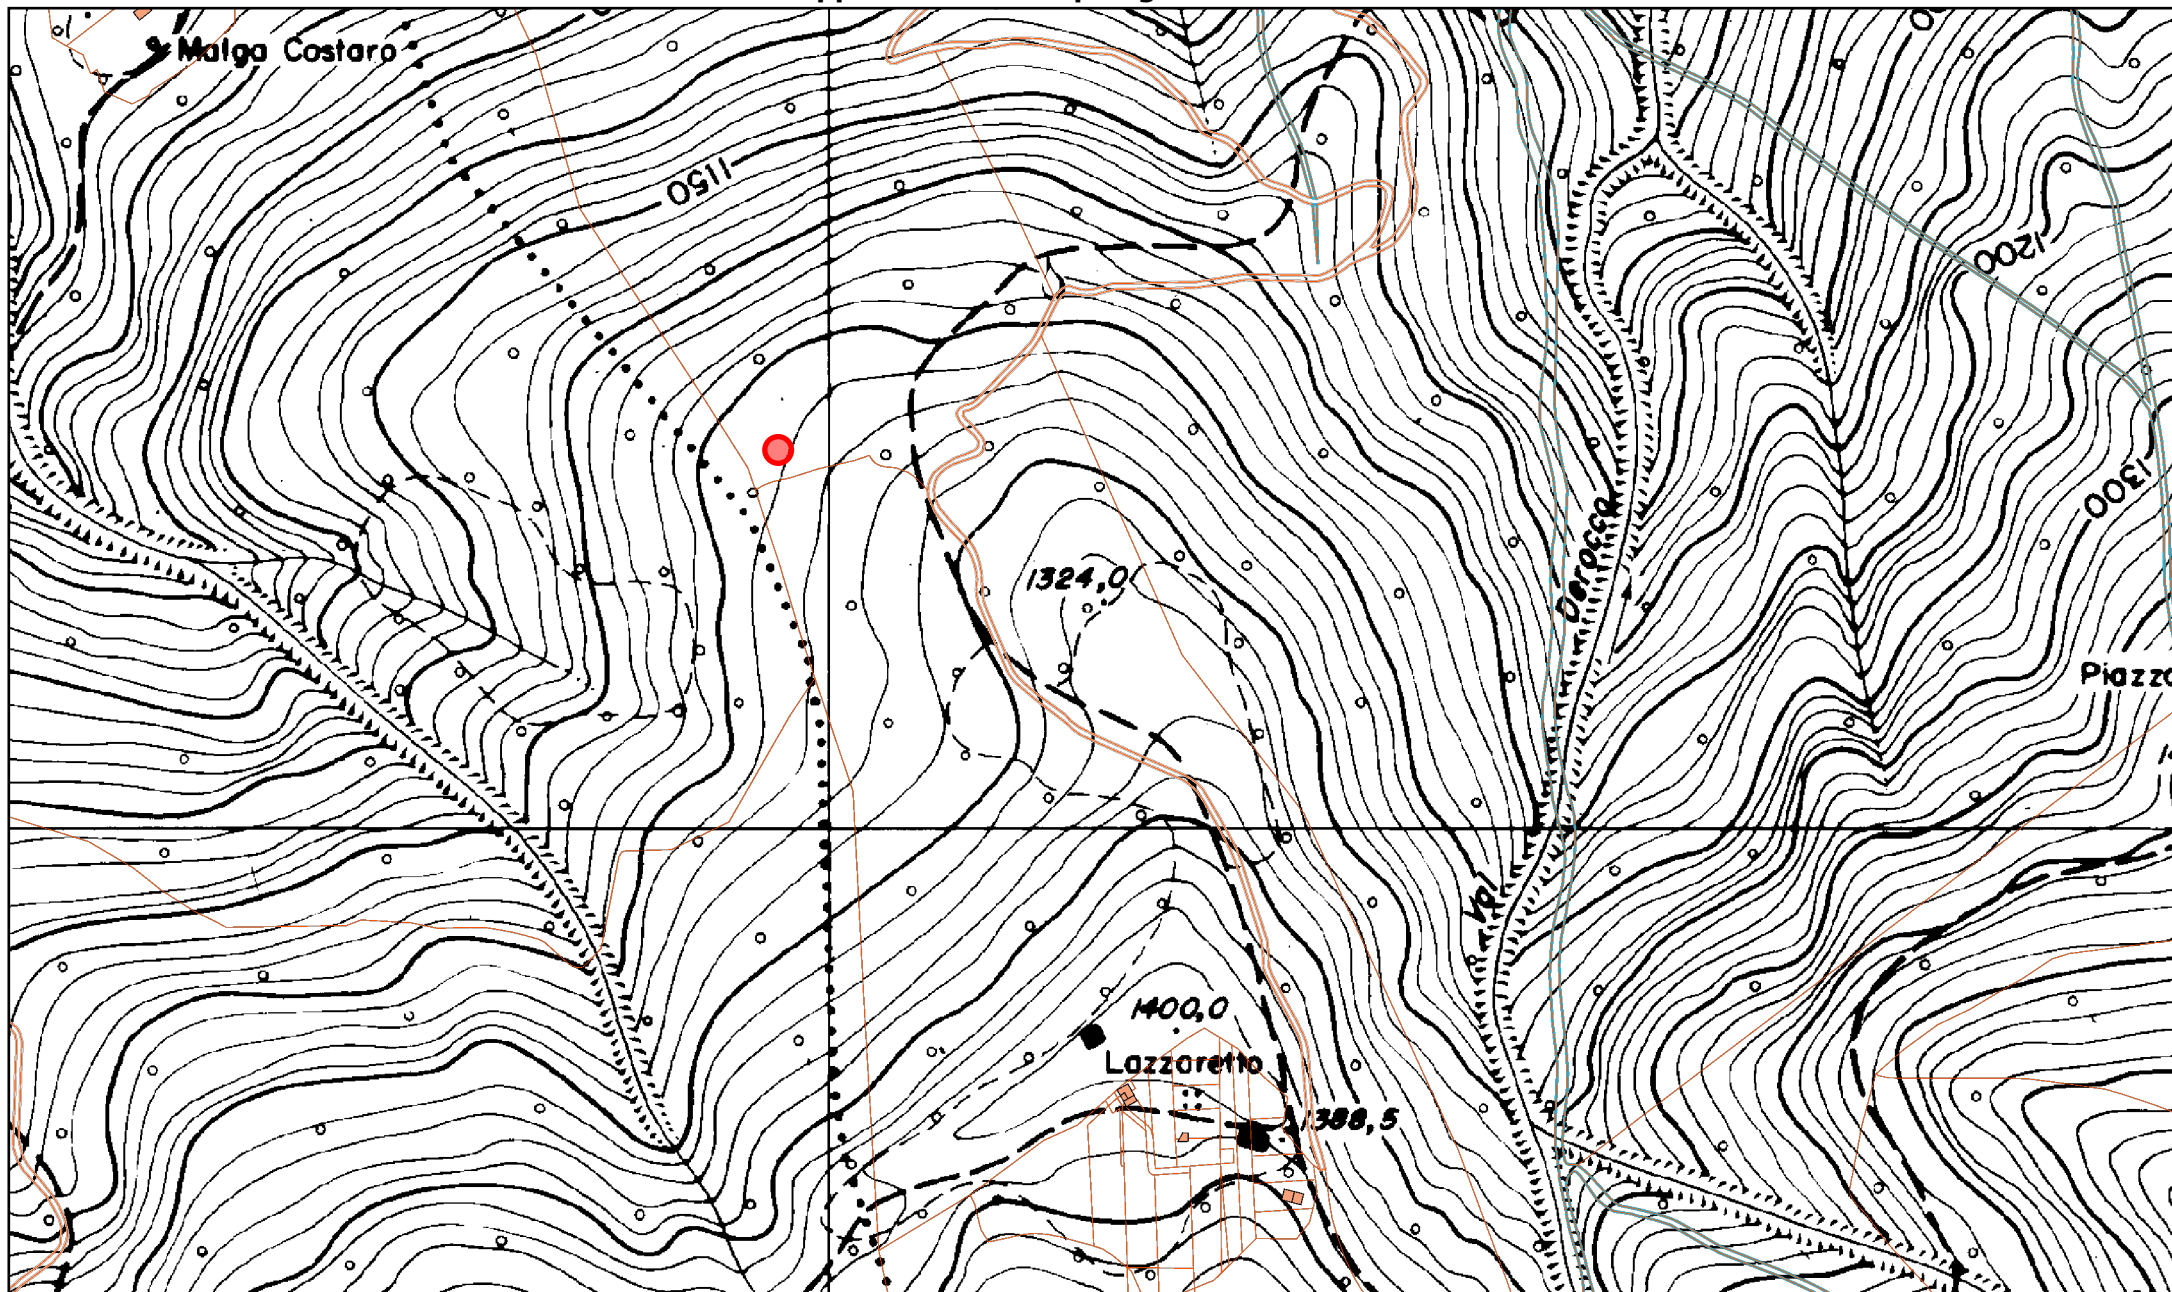 Malga Costaro
1150
1200
1300
Derocca
1324,0
Piazza
Val
1400,0
Lazzaretto
1388,5